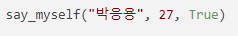 say_myself("박응용", 27, True)